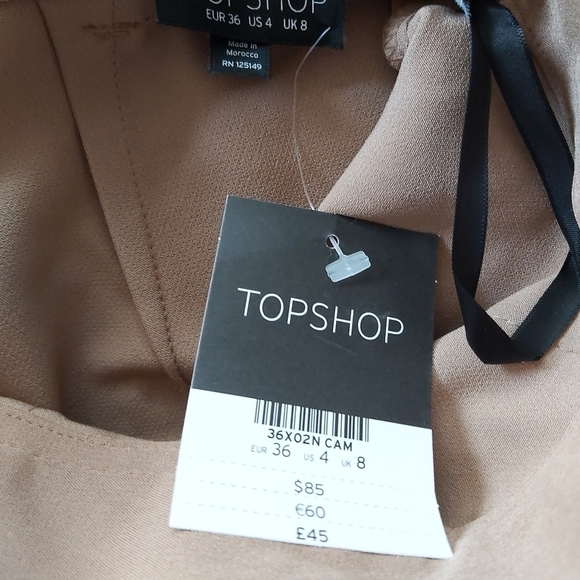 TOPSHOP
EUR 36 US 4 UK 8
Made in
Morocco
RN 125149
TOPSHOP
36X02N CAM
EUR 36 US 4 UK 8
$85
€60
£45